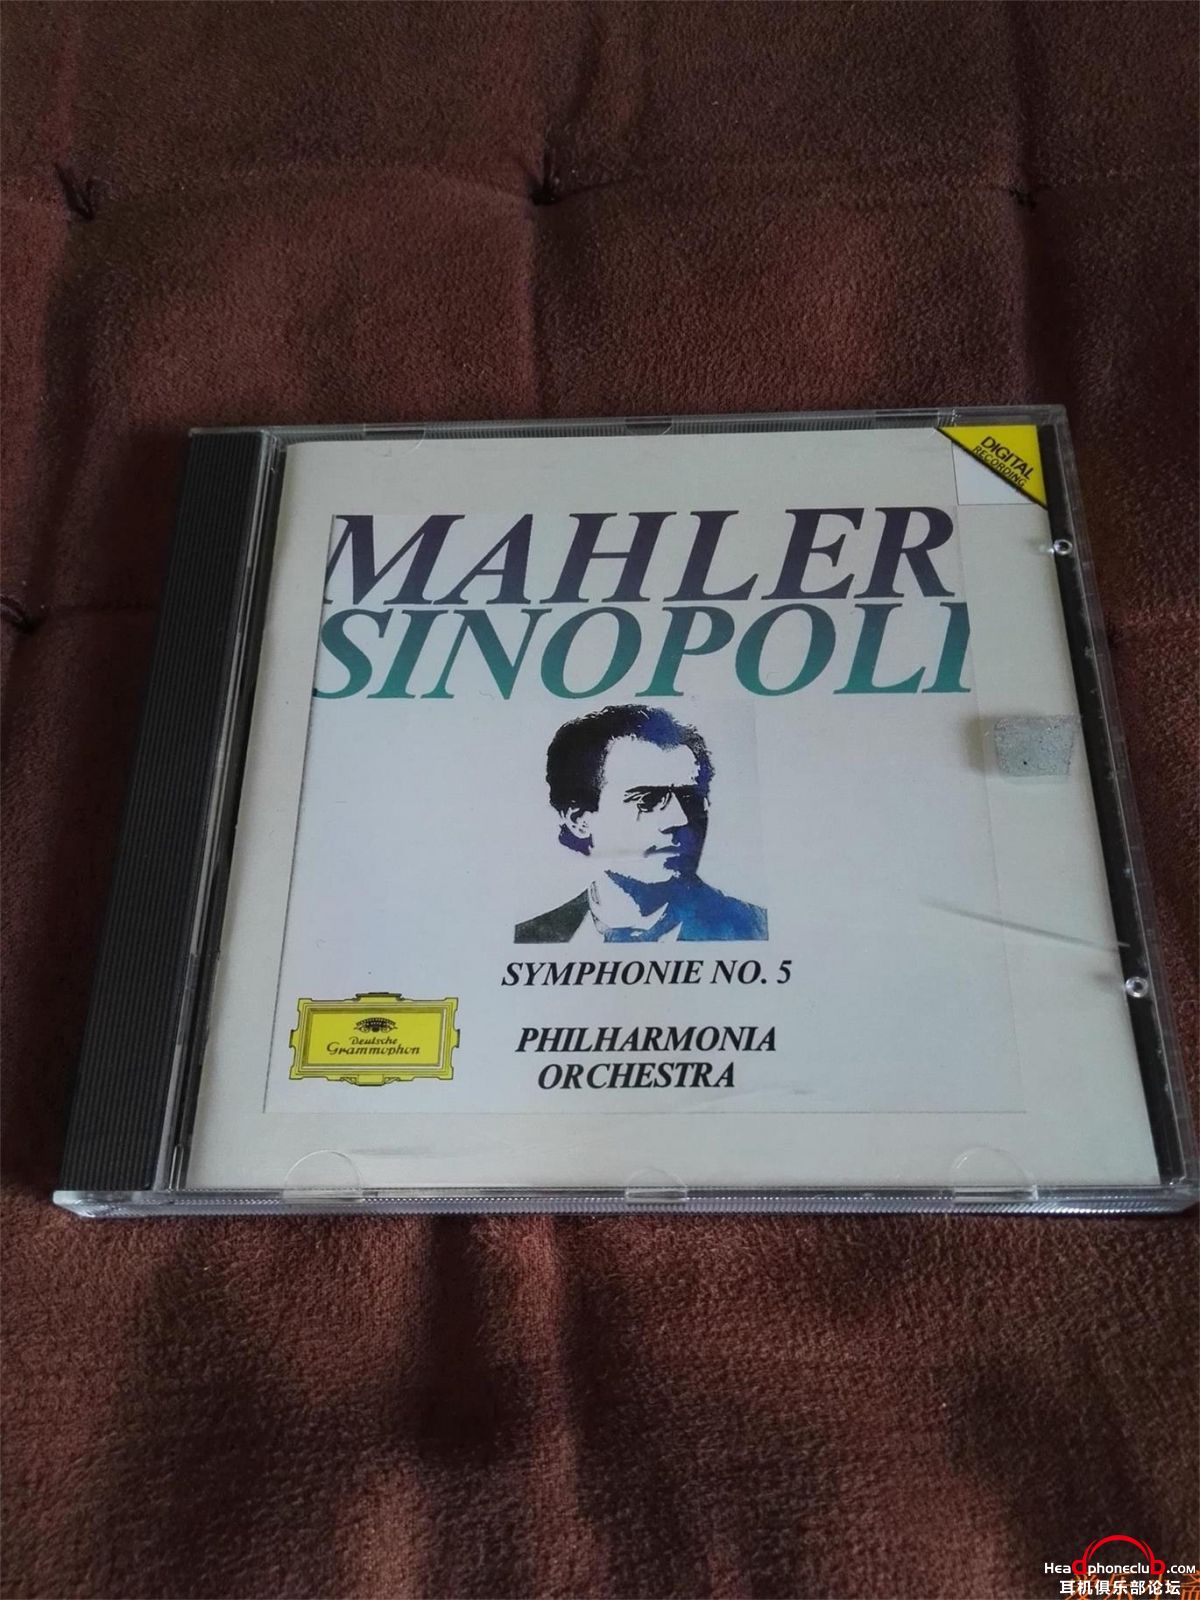 DIGITAL
RECORDING
MAHLER
SINOPOLI
SYMPHONIE NO. 5
Deutsche
Grammophon
PHILHARMONIA
ORCHESTRA
Headphoneclub.COM
耳机俱乐部论坛